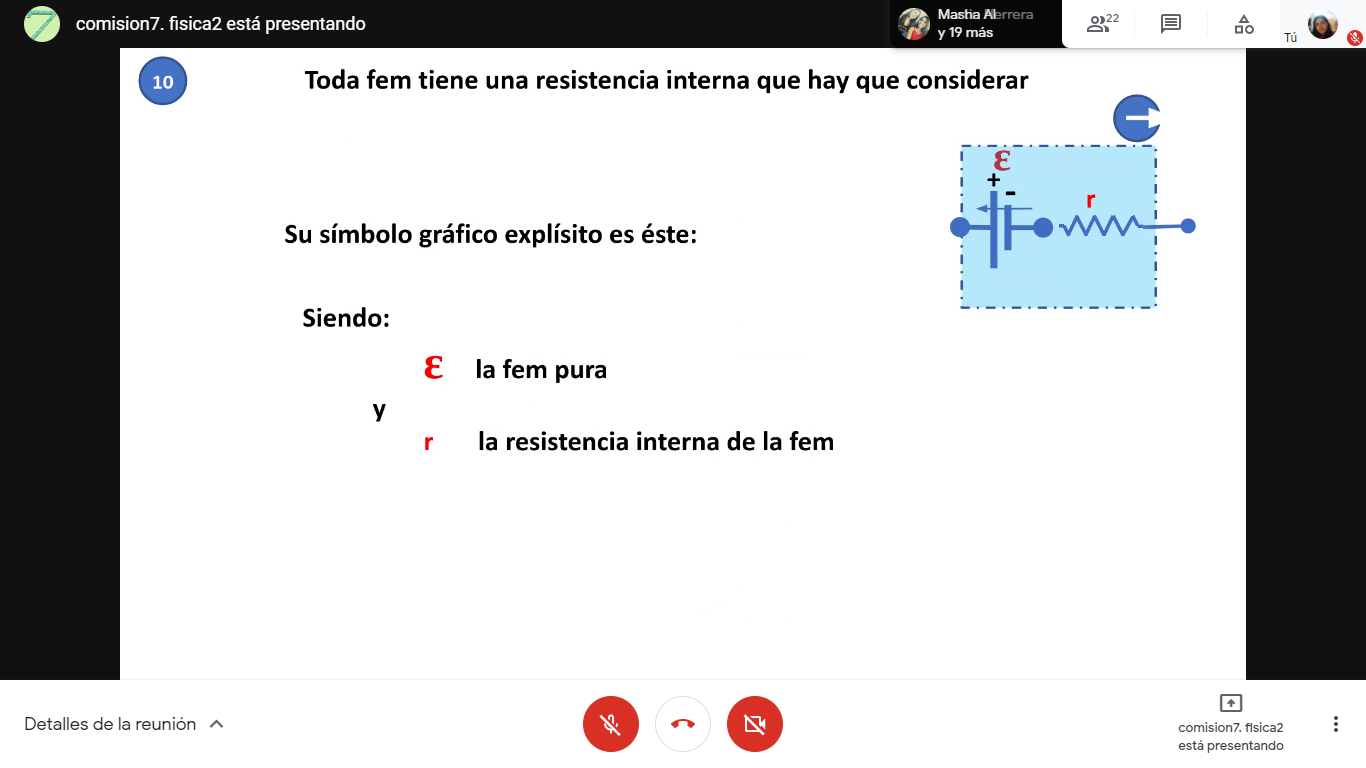 comision7. fisica2 está presentando
Masha Al
Herrera
y 19 más
22
Tú
10
Toda fem tiene una resistencia interna que hay que considerar
ε
+
-
r
Su símbolo gráfico explísito es éste:
Siendo:
ε la fem pura
y
r la resistencia interna de la fem
Detalles de la reunión
comision7. fisica2
está presentando